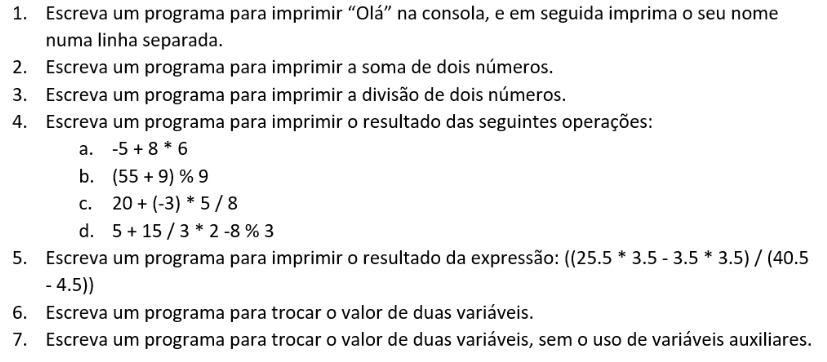 1. Escreva um programa para imprimir “Olá” na consola, e em seguida imprima o seu nome
numa linha separada.
2. Escreva um programa para imprimir a soma de dois números.
3. Escreva um programa para imprimir a divisão de dois números.
4. Escreva um programa para imprimir o resultado das seguintes operações:
a. -5 + 8 * 6
b. (55 + 9) % 9
c. 20 + (-3) * 5 / 8
d. 5 + 15 / 3 * 2 -8 % 3
5. Escreva um programa para imprimir o resultado da expressão: ((25.5 * 3.5 - 3.5 * 3.5) / (40.5
- 4.5))
6. Escreva um programa para trocar o valor de duas variáveis.
7. Escreva um programa para trocar o valor de duas variáveis, sem o uso de variáveis auxiliares.